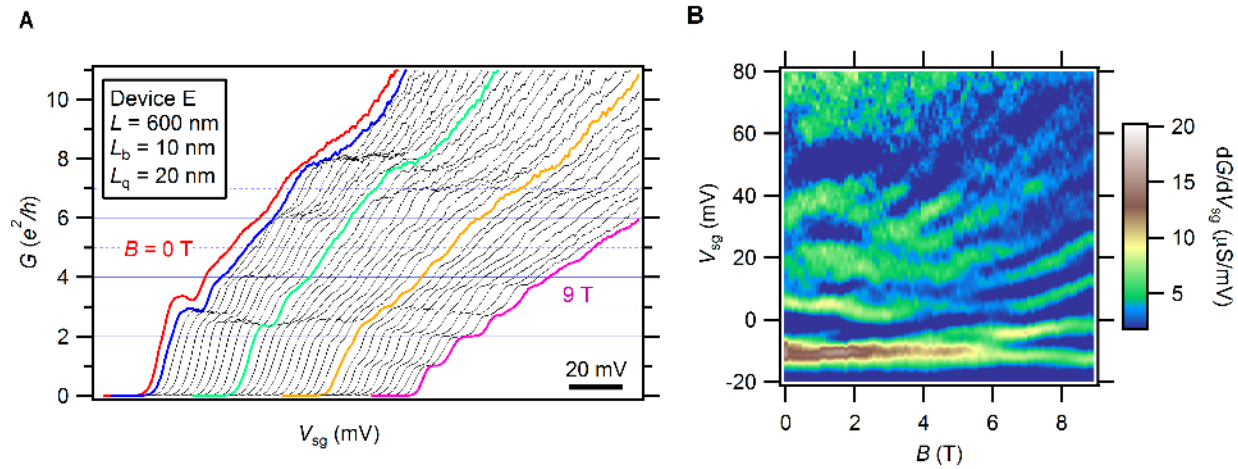 A
Device E
L = 600 nm
L_b = 10 nm
L_q = 20 nm
10
8
6
4
2
0
G (e²/h)
B = 0 T
9 T
20 mV
V_sg (mV)
B
80
60
40
20
0
-20
V_sg (mV)
0
2
4
6
8
B (T)
20
15
10
5
dG/dV_sg (µS/mV)